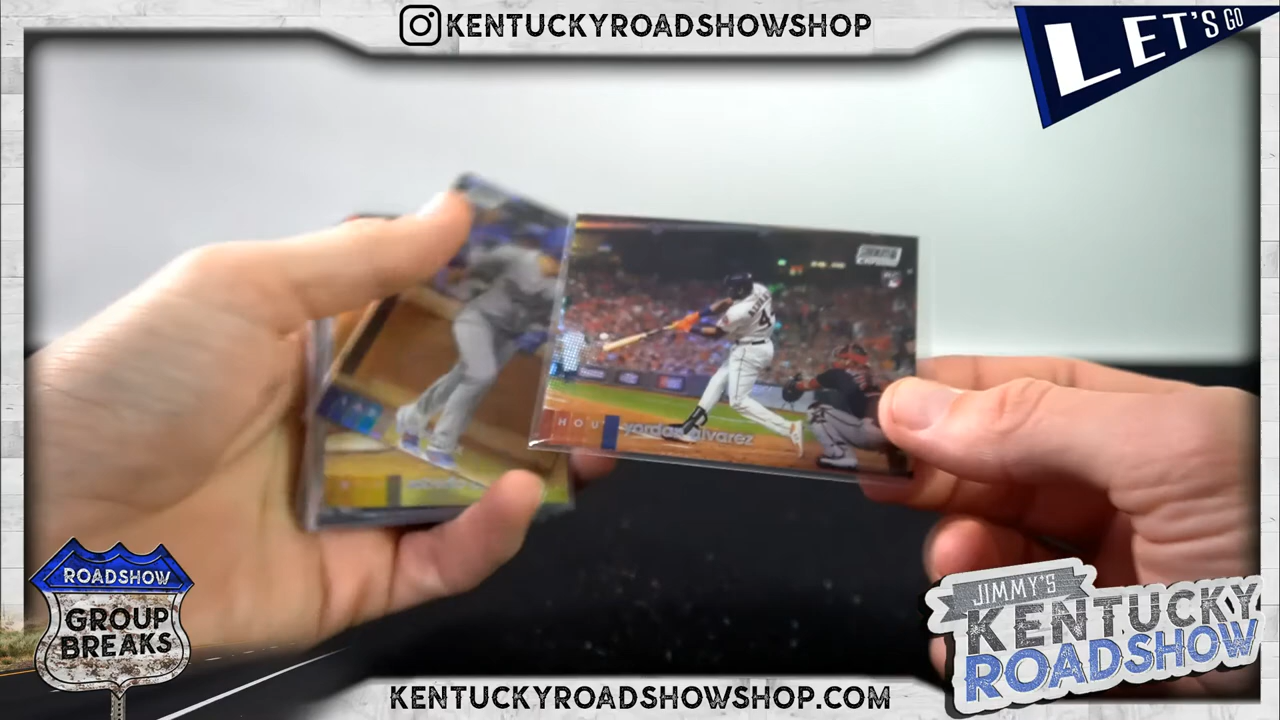 KENTUCKYROADSHOWSHOP
LET'S GO
HOU yordan alvarez
ROADSHOW
GROUP
BREAKS
JIMMY'S
KENTUCKY
ROADSHOW
KENTUCKYROADSHOWSHOP.COM